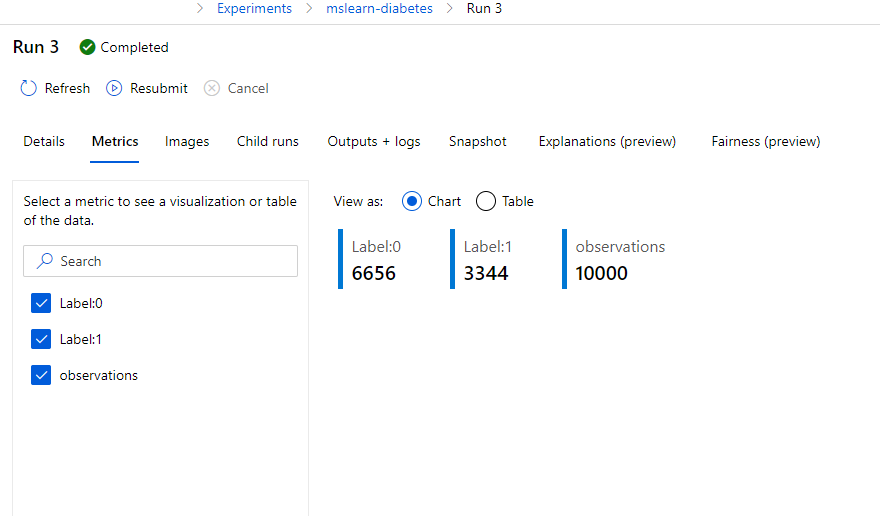 Experiments > mslearn-diabetes > Run 3
Run 3 Completed
Refresh Resubmit Cancel
Details Metrics Images Child runs Outputs + logs Snapshot Explanations (preview) Fairness (preview)
Select a metric to see a visualization or table
of the data.
Search
Label:0
Label:1
observations
View as: Chart Table
Label:0 Label:1 observations
6656 3344 10000